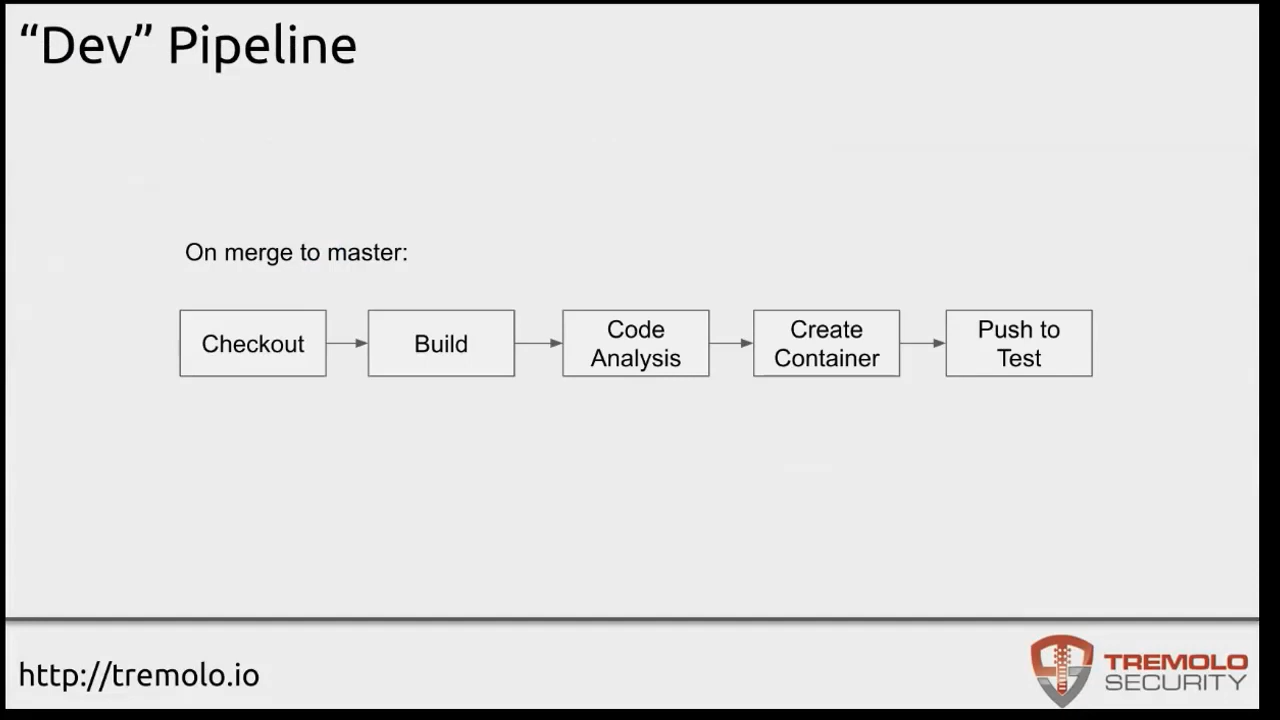 “Dev” Pipeline
On merge to master:
Checkout
Build
Code
Analysis
Create
Container
Push to
Test
http://tremolo.io
TREMOLO
SECURITY